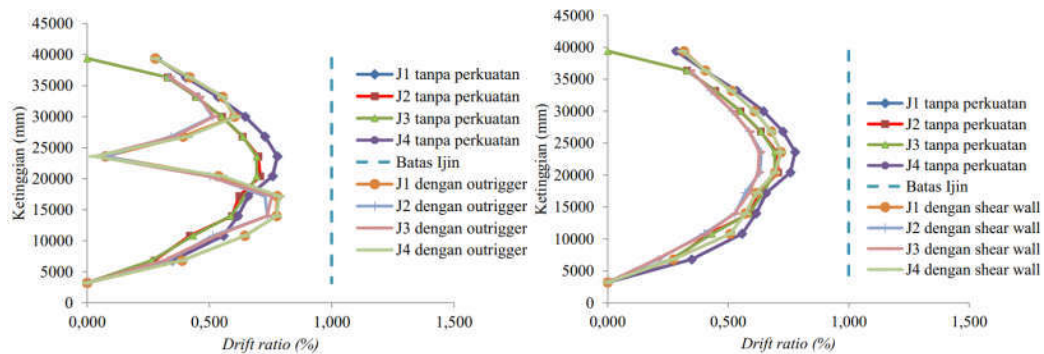 45000
40000
35000
30000
25000
20000
15000
10000
5000
0
Ketinggian (mm)
0,000
0,500
1,000
1,500
Drift ratio (%)
J1 tanpa perkuatan
J2 tanpa perkuatan
J3 tanpa perkuatan
J4 tanpa perkuatan
Batas Ijin
J1 dengan outrigger
J2 dengan outrigger
J3 dengan outrigger
J4 dengan outrigger
45000
40000
35000
30000
25000
20000
15000
10000
5000
0
Ketinggian (mm)
0,000
0,500
1,000
1,500
Drift ratio (%)
J1 tanpa perkuatan
J2 tanpa perkuatan
J3 tanpa perkuatan
J4 tanpa perkuatan
Batas Ijin
J1 dengan shear wall
J2 dengan shear wall
J3 dengan shear wall
J4 dengan shear wall